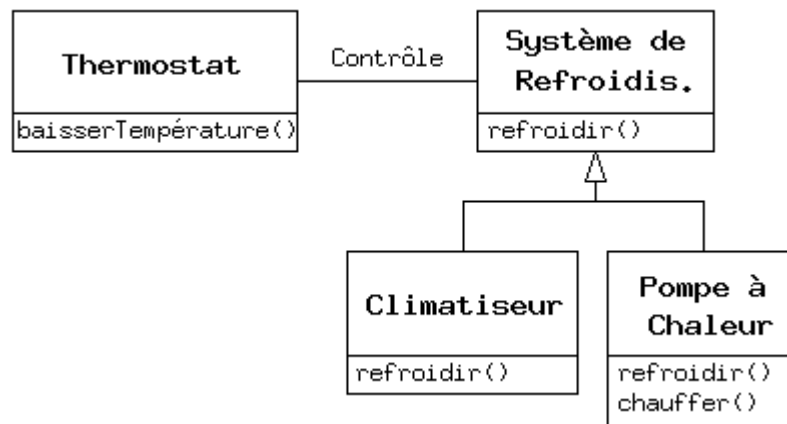 Thermostat
baisserTempérature()
Contrôle
Système de
Refroidis.
refroidir()
Climatiseur
refroidir()
Pompe à
Chaleur
refroidir()
chauffer()